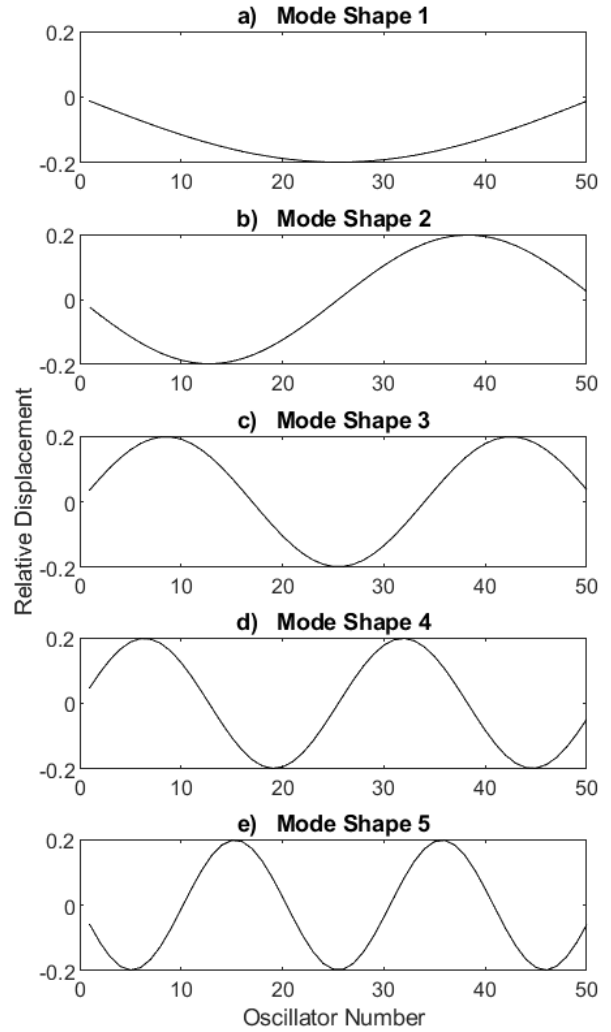 a) Mode Shape 1
0.2
0
-0.2
0 10 20 30 40 50
b) Mode Shape 2
0.2
0
-0.2
0 10 20 30 40 50
c) Mode Shape 3
0.2
0
-0.2
0 10 20 30 40 50
d) Mode Shape 4
0.2
0
-0.2
0 10 20 30 40 50
e) Mode Shape 5
0.2
0
-0.2
0 10 20 30 40 50
Oscillator Number
Relative Displacement